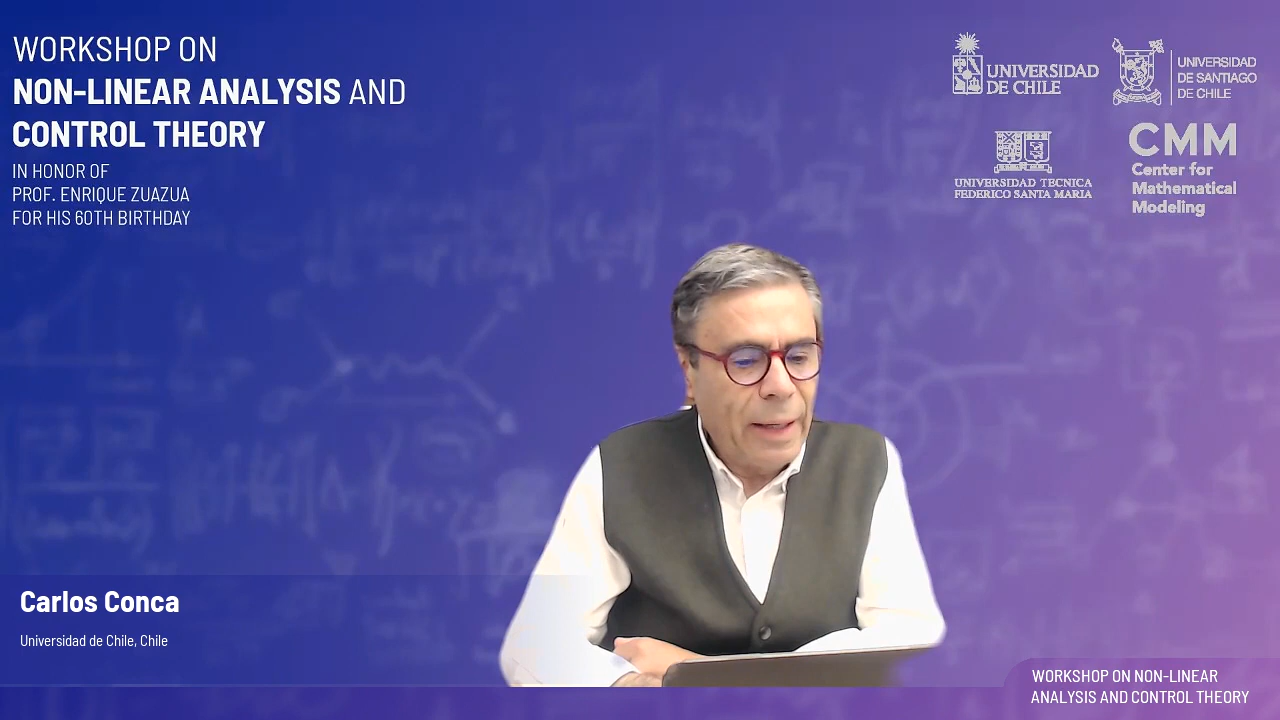 WORKSHOP ON
NON-LINEAR ANALYSIS AND
CONTROL THEORY
IN HONOR OF
PROF. ENRIQUE ZUAZUA
FOR HIS 60TH BIRTHDAY
UNIVERSIDAD
DE CHILE
UNIVERSIDAD
DE SANTIAGO
DE CHILE
UNIVERSIDAD TECNICA
FEDERICO SANTA MARIA
CMM
Center for
Mathematical
Modeling
Carlos Conca
Universidad de Chile, Chile
WORKSHOP ON NON-LINEAR
ANALYSIS AND CONTROL THEORY